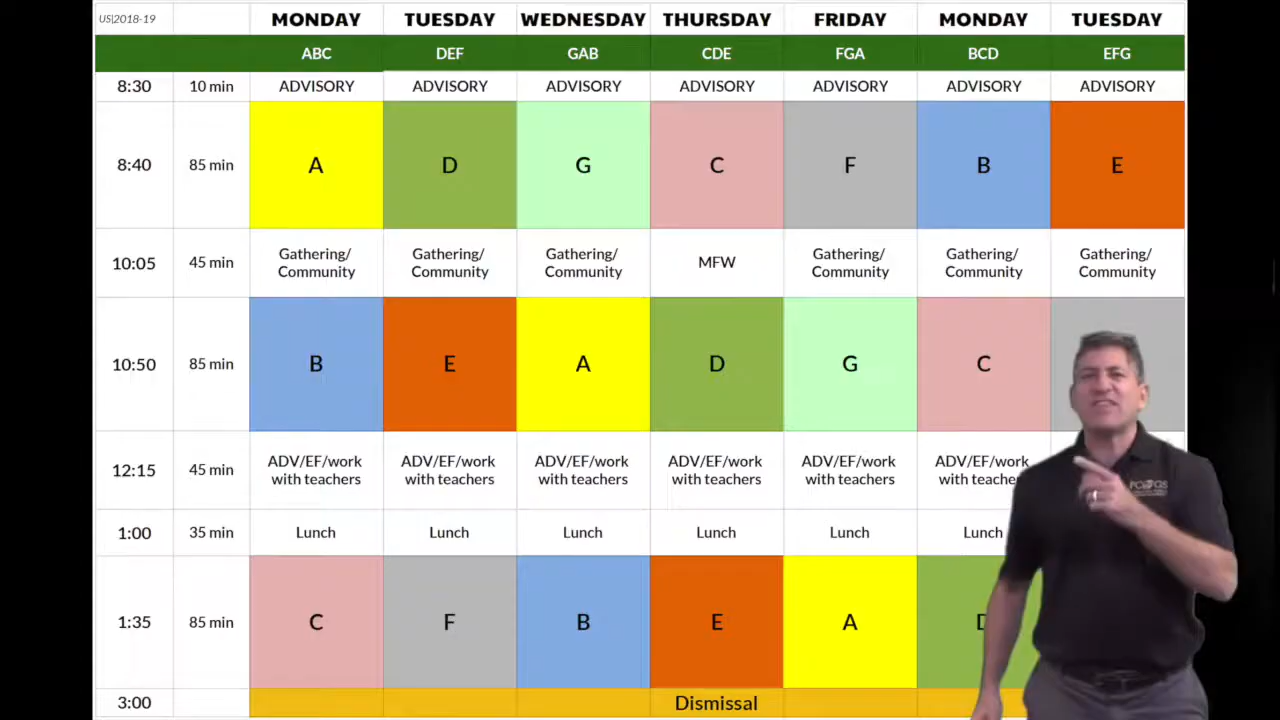 US|2018-19 MONDAY TUESDAY WEDNESDAY THURSDAY FRIDAY MONDAY TUESDAY
ABC DEF GAB CDE FGA BCD EFG
8:30 10 min ADVISORY ADVISORY ADVISORY ADVISORY ADVISORY ADVISORY ADVISORY
8:40 85 min A D G C F B E
10:05 45 min Gathering/ Community Gathering/ Community Gathering/ Community MFW Gathering/ Community Gathering/ Community Gathering/ Community
10:50 85 min B E A D G C
12:15 45 min ADV/EF/work with teachers ADV/EF/work with teachers ADV/EF/work with teachers ADV/EF/work with teachers ADV/EF/work with teachers ADV/EF/work with teachers
1:00 35 min Lunch Lunch Lunch Lunch Lunch Lunch
1:35 85 min C F B E A D
3:00 Dismissal